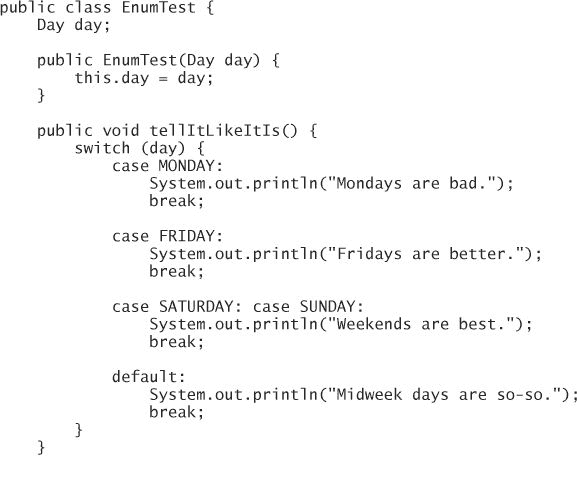 public class EnumTest {
    Day day;

    public EnumTest(Day day) {
        this.day = day;
    }

    public void tellItLikeItIs() {
        switch (day) {
            case MONDAY:
                System.out.println("Mondays are bad.");
                break;

            case FRIDAY:
                System.out.println("Fridays are better.");
                break;

            case SATURDAY: case SUNDAY:
                System.out.println("Weekends are best.");
                break;

            default:
                System.out.println("Midweek days are so-so.");
                break;
        }
    }